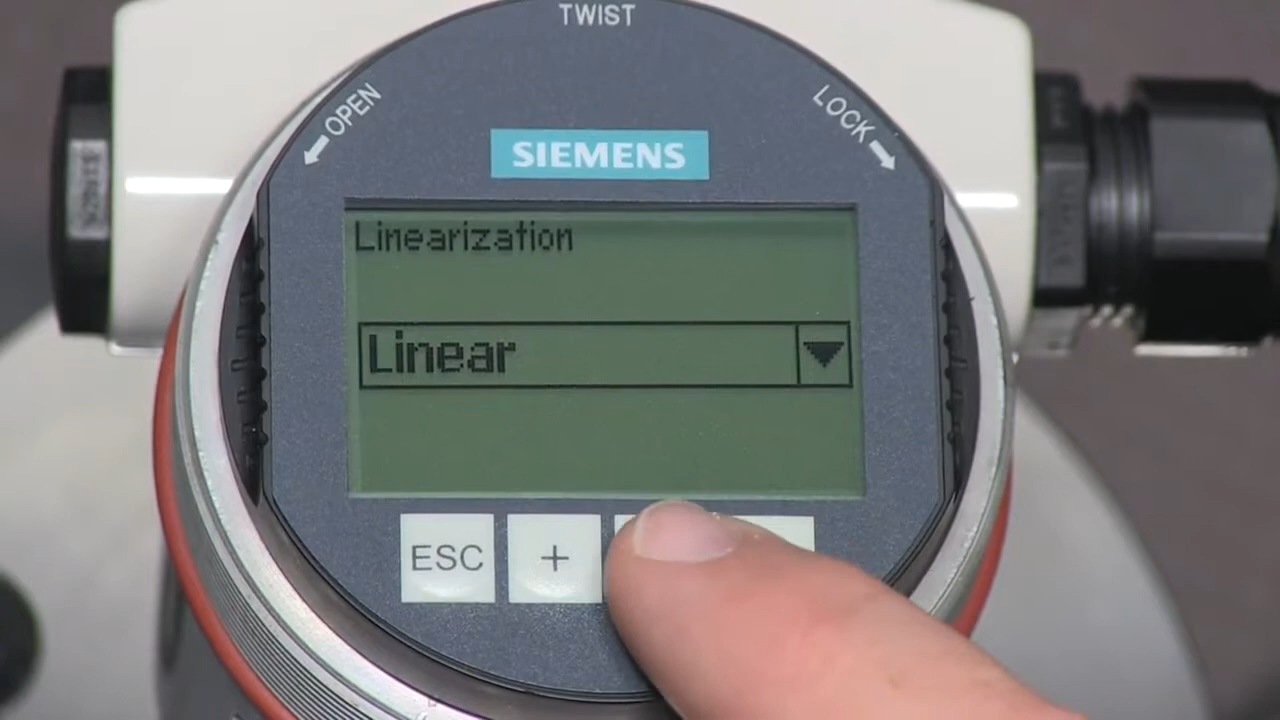 TWIST
OPEN
LOCK
SIEMENS
Linearization
Linear
ESC
+